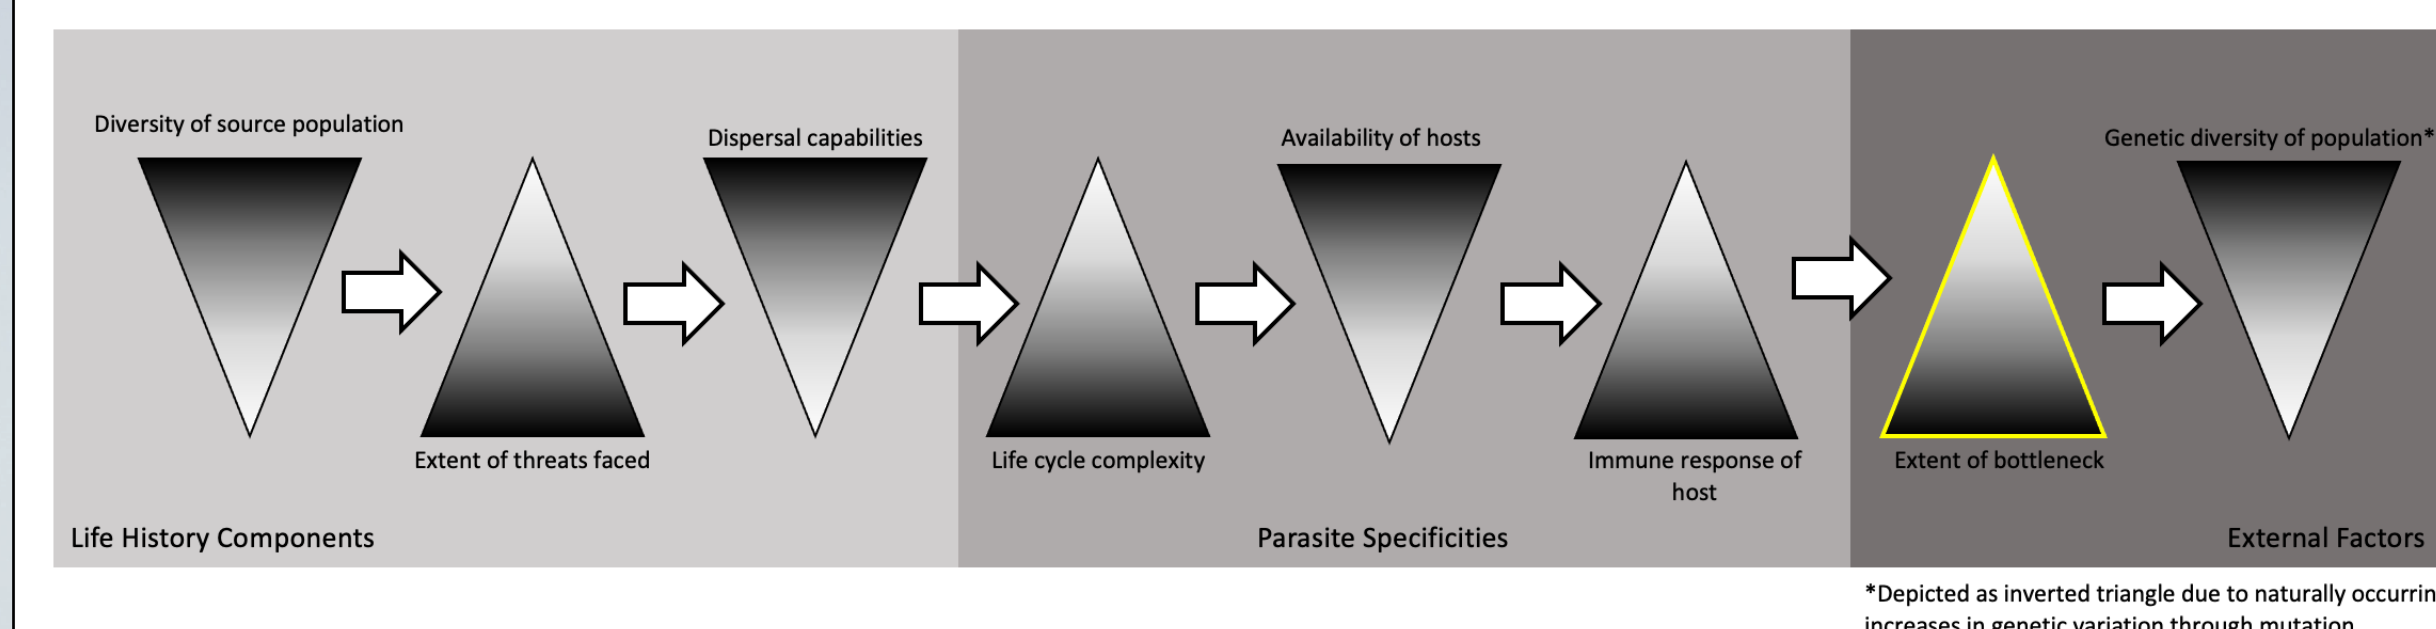 Diversity of source population
Extent of threats faced
Dispersal capabilities
Life History Components
Life cycle complexity
Availability of hosts
Immune response of
host
Parasite Specificities
Extent of bottleneck
Genetic diversity of population*
External Factors
*Depicted as inverted triangle due to naturally occurrin
increases in genetic variation through mutation